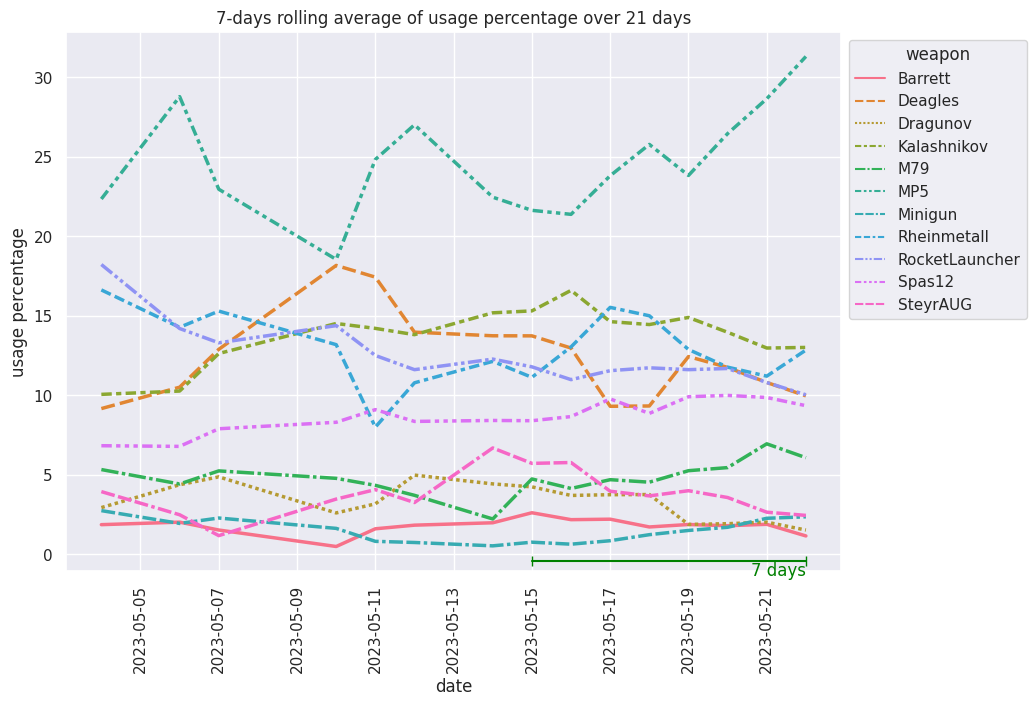 7-days rolling average of usage percentage over 21 days
usage percentage
30
25
20
15
10
5
0
2023-05-05
2023-05-07
2023-05-09
2023-05-11
2023-05-13
2023-05-15
2023-05-17
2023-05-19
2023-05-21
date
7 days
weapon
Barrett
Deagles
Dragunov
Kalashnikov
M79
MP5
Minigun
Rheinmetall
RocketLauncher
Spas12
SteyrAUG